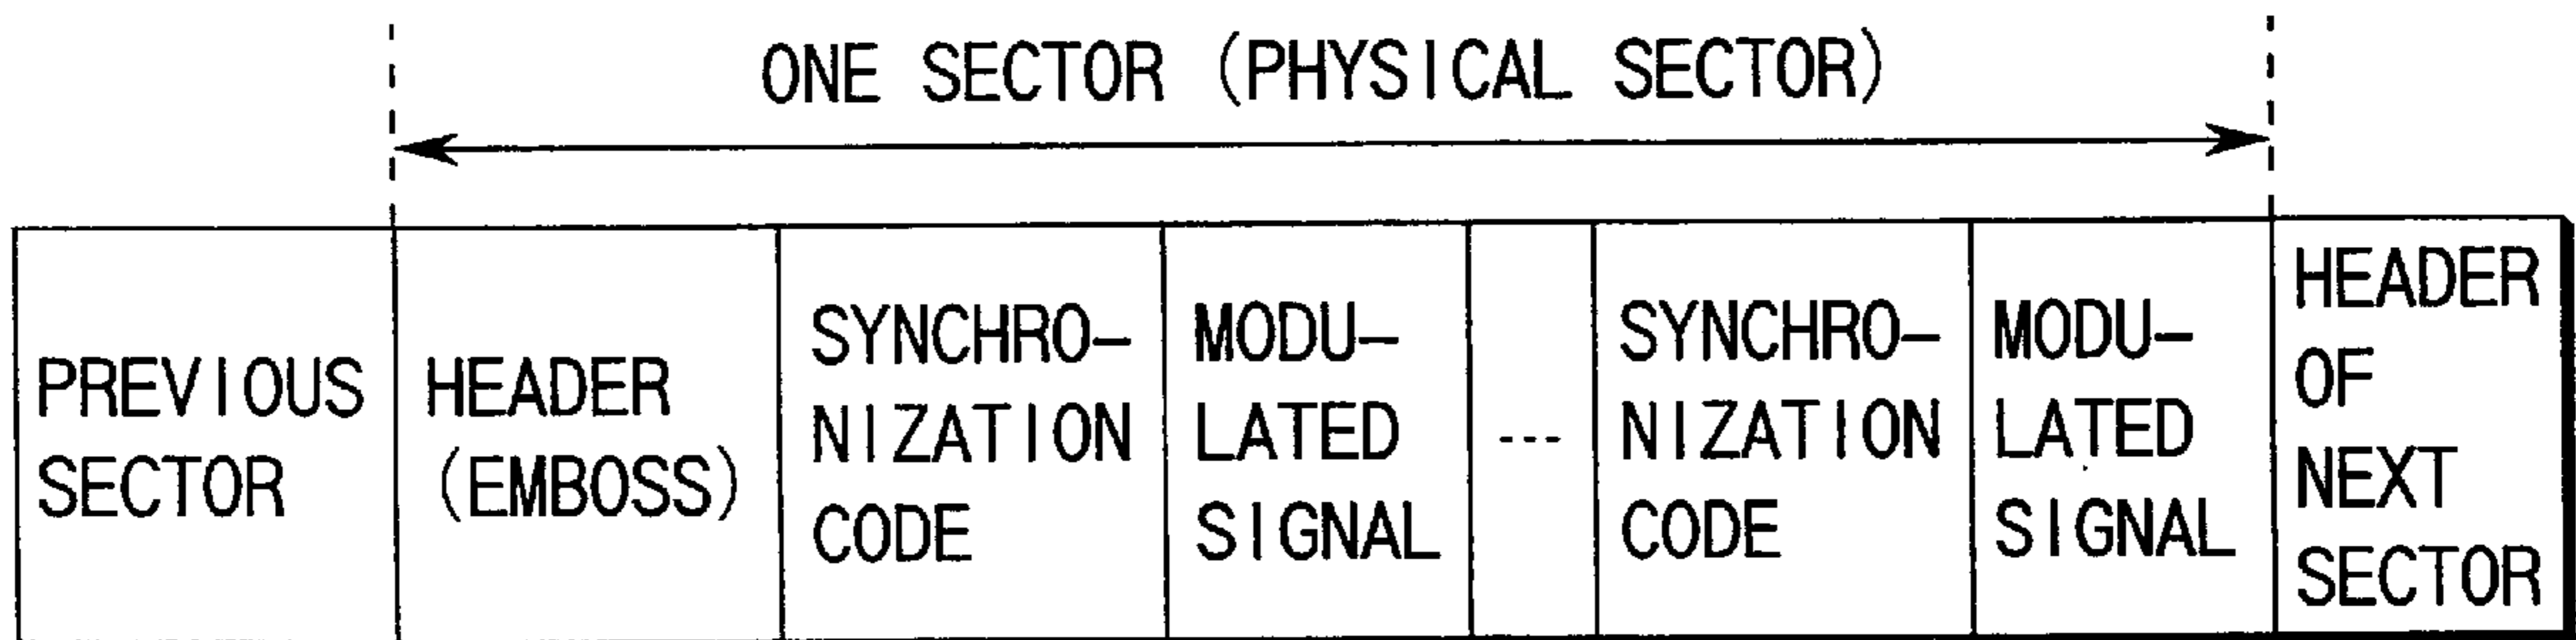 ONE SECTOR (PHYSICAL SECTOR)
PREVIOUS
SECTOR
HEADER
(EMBOSS)
SYNCHRO-
NIZATION
CODE
MODU-
LATED
SIGNAL
---
SYNCHRO-
NIZATION
CODE
MODU-
LATED
SIGNAL
HEADER
OF
NEXT
SECTOR